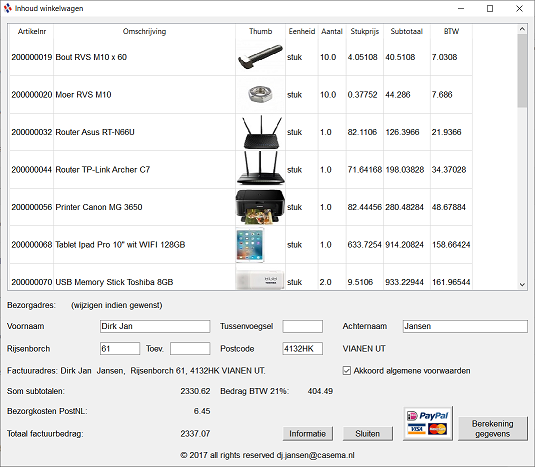 Inhoud winkelwagen
Artikelnr Omschrijving Thumb Eenheid Aantal Stukprijs Subtotaal BTW
200000019 Bout RVS M10 x 60 stuk 10.0 4.05108 40.5108 7.0308
200000020 Moer RVS M10 stuk 10.0 0.37752 44.286 7.686
200000032 Router Asus RT-N66U stuk 1.0 82.1106 126.3966 21.9366
200000044 Router TP-Link Archer C7 stuk 1.0 71.64168 198.03828 34.37028
200000056 Printer Canon MG 3650 stuk 1.0 82.44456 280.48284 48.67884
200000068 Tablet Ipad Pro 10" wit WIFI 128GB stuk 1.0 633.7254 914.20824 158.66424
200000070 USB Memory Stick Toshiba 8GB stuk 2.0 9.5106 933.22944 161.96544
Bezorgadres: (wijzigen indien gewenst)
Voornaam Dirk Jan Tussenvoegsel Achternaam Jansen
Rijsenborch 61 Toev. Postcode 4132HK VIANEN UT
Factuuradres: Dirk Jan Jansen, Rijsenborch 61, 4132HK VIANEN UT. Akkoord algemene voorwaarden
Som subtotalen: 2330.62 Bedrag BTW 21%: 404.49
Bezorgkosten PostNL: 6.45
Totaal factuurbedrag: 2337.07 Informatie Sluiten
PayPal
VISA
Berekening
gegevens
© 2017 all rights reserved dj.jansen@casema.nl